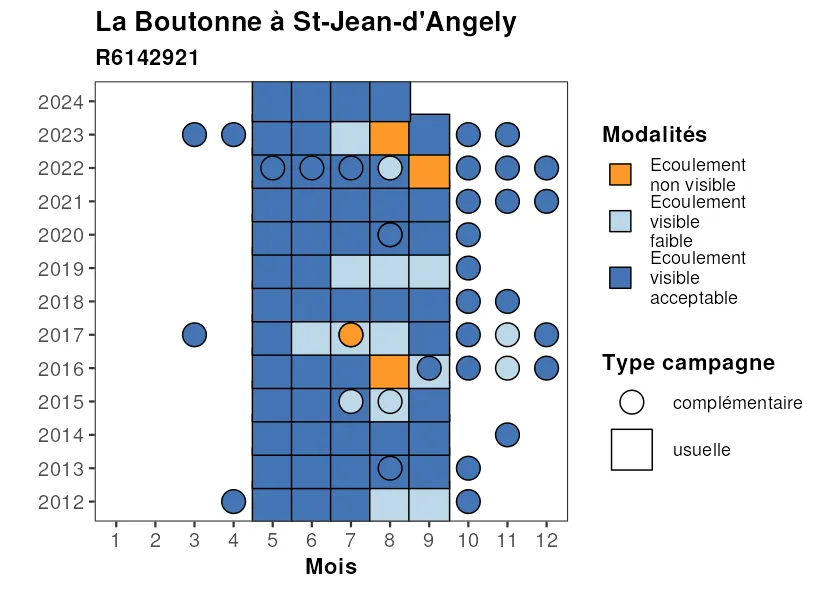 La Boutonne à St-Jean-d'Angely
R6142921
2024
2023
2022
2021
2020
2019
2018
2017
2016
2015
2014
2013
2012
1 2 3 4 5 6 7 8 9 10 11 12
Mois
Modalités
Ecoulement
non visible
Ecoulement
visible
faible
Ecoulement
visible
acceptable
Type campagne
complémentaire
usuelle